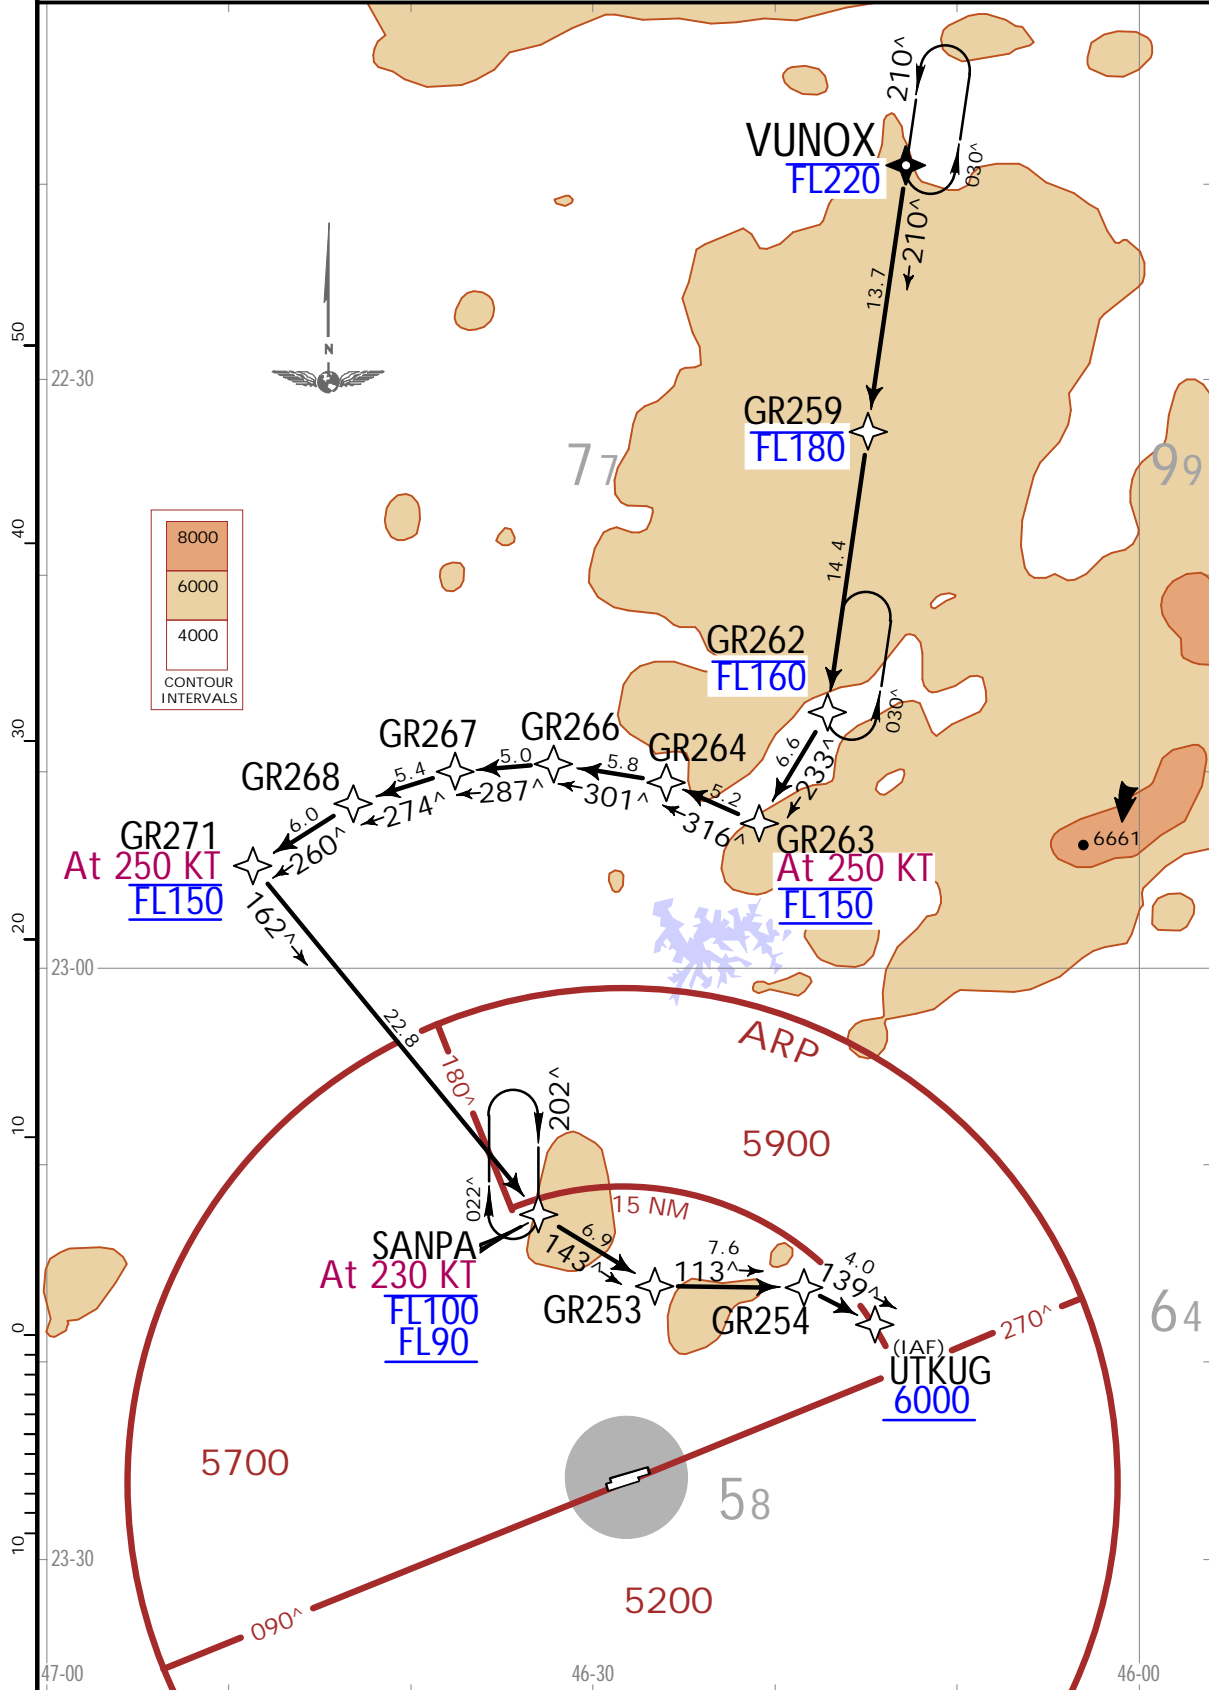 210^
VUNOX
FL220
030^
210^
13.7
50
N
22-30
GR259
FL180
77
99
8000
6000
4000
CONTOUR
INTERVALS
40
14.4
GR262
FL160
030^
30
GR266
GR267
GR264
GR268
5.0
5.8
6.6
5.4
287^
301^
5.2
233^
6.0
274^
316^
GR271
260^
GR263
6661
At 250 KT
FL150
At 250 KT
FL150
162^
20
23-00
22.8
ARP
180^
202^
10
5900
022^
15 NM
SANPA
6.9
143^
7.6
113^
4.0
139^
At 230 KT
FL100
FL90
GR253
GR254
270^
64
0
(IAF)
UTKUG
6000
5700
58
10
23-30
5200
090^
47-00
46-30
46-00